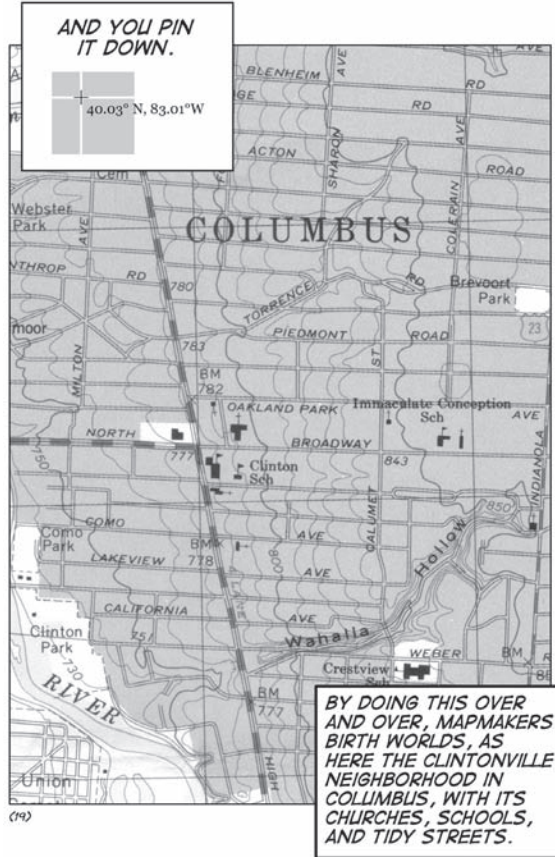 AND YOU PIN
IT DOWN.
40.03° N, 83.01°W
AVE
BLENHEIM
RD
AVE
RD
ACTON
ROAD
SHARON
COLERAIN
AVE
Cem
Webster
Park
AVE
COLUMBUS
RD
780
TORRENCE
RD
Brevoort
Park
23
moor
783
PIEDMONT
ROAD
MILTON
BM
782
ST
OAKLAND PARK
AVE
Immaculate Conception
Sch
NORTH
BROADWAY
777
843
750
Clinton
Sch
INDIANOLA
850
COMO
AVE
Como
Park
BM
778
800
CALUMET
Hollow
LAKEVIEW
AVE
CALIFORNIA
AVE
751
Clinton
Park
Wahalla
WEBER
BM
730
Crestview
Sch
RIVER
BM
777
HIGH
Union
BY DOING THIS OVER
AND OVER, MAPMAKERS
BIRTH WORLDS, AS
HERE THE CLINTONVILLE
NEIGHBORHOOD IN
COLUMBUS, WITH ITS
CHURCHES, SCHOOLS,
AND TIDY STREETS.
(19)